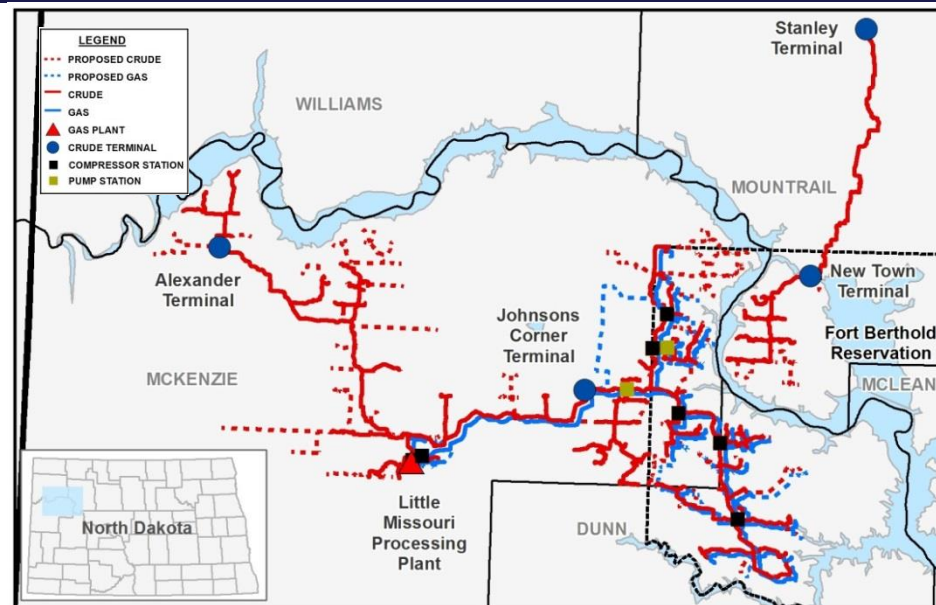 LEGEND
PROPOSED CRUDE
PROPOSED GAS
CRUDE
GAS
GAS PLANT
CRUDE TERMINAL
COMPRESSOR STATION
PUMP STATION
Stanley
Terminal
WILLIAMS
MOUNTRAIL
Alexander
Terminal
New Town
Terminal
Johnsons
Corner
Terminal
Fort Berthold
Reservation
MCKENZIE
MCLEAN
Little
Missouri
Processing
Plant
DUNN
North Dakota